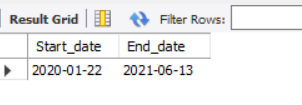 Result Grid Filter Rows:
Start_date End_date
2020-01-22 2021-06-13